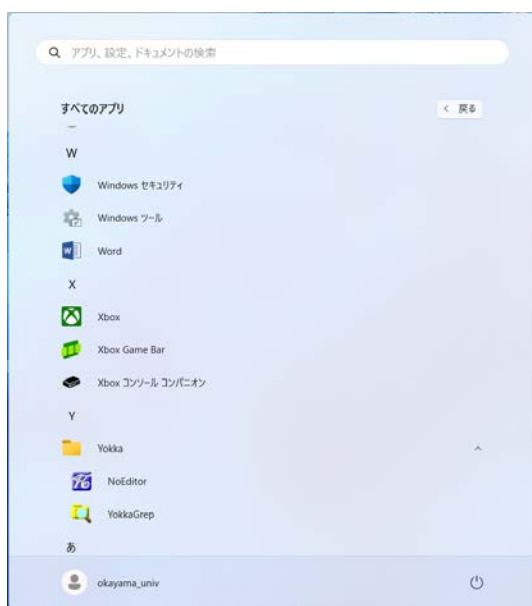 アプリ、設定、ドキュメントの検索
すべてのアプリ
戻る
W
Windows セキュリティ
Windows ツール
Word
X
Xbox
Xbox Game Bar
Xbox コンソール コンパニオン
Y
Yokka
NoEditor
YokkaGrep
あ
okayama_univ